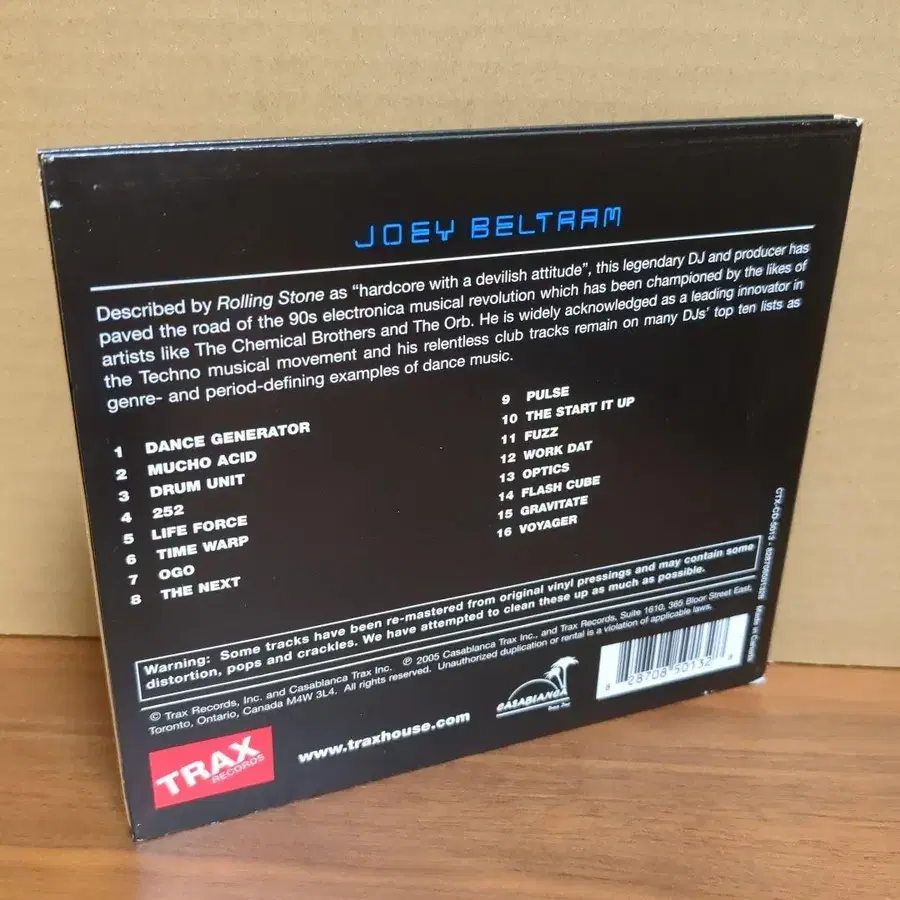 JOEY BELTRAM
Described by Rolling Stone as “hardcore with a devilish attitude”, this legendary DJ and producer has
paved the road of the 90s electronica musical revolution which has been championed by the likes of
artists like The Chemical Brothers and The Orb. He is widely acknowledged as a leading innovator in
the Techno musical movement and his relentless club tracks remain on many DJs’ top ten lists as
genre- and period-defining examples of dance music.
1 DANCE GENERATOR
2 MUCHO ACID
3 DRUM UNIT
4 252
5 LIFE FORCE
6 TIME WARP
7 OGO
8 THE NEXT
9 PULSE
10 THE START IT UP
11 FUZZ
12 WORK DAT
13 OPTICS
14 FLASH CUBE
15 GRAVITATE
16 VOYAGER
Warning: Some tracks have been re-mastered from original vinyl pressings and may contain some
distortion, pops and crackles. We have attempted to clean these up as much as possible.
© Trax Records, Inc. and Casablanca Trax Inc. ℗ 2005 Casablanca Trax Inc., and Trax Records, Suite 1610, 365 Bloor Street East,
Toronto, Ontario, Canada M4W 3L4. All rights reserved. Unauthorized duplication or rental is a violation of applicable laws.
TRAX
RECORDS
www.traxhouse.com
CASABLANCA
8 28708 50132 8
CTX-CD-5013 - 828708501328 Made in Canada